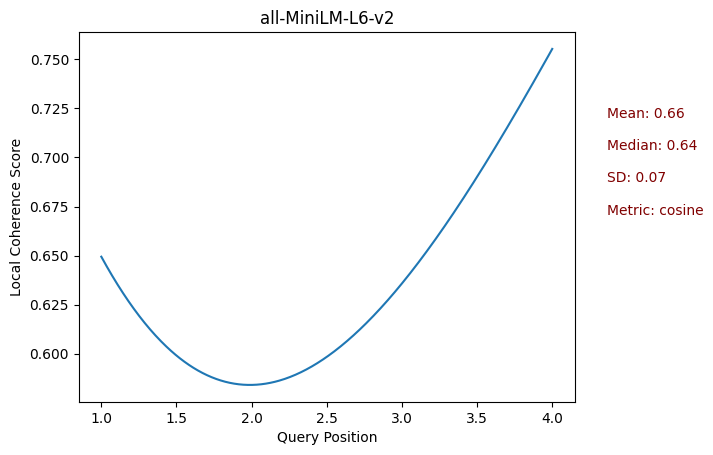 all-MiniLM-L6-v2
0.750
0.725
0.700
0.675
0.650
0.625
0.600
Local Coherence Score
1.0 1.5 2.0 2.5 3.0 3.5 4.0
Query Position
Mean: 0.66
Median: 0.64
SD: 0.07
Metric: cosine